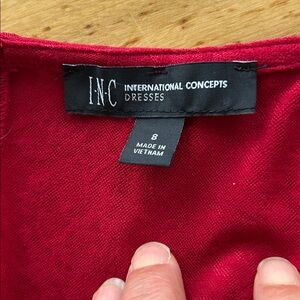 I·N·C INTERNATIONAL CONCEPTS
DRESSES
8
MADE IN
VIETNAM